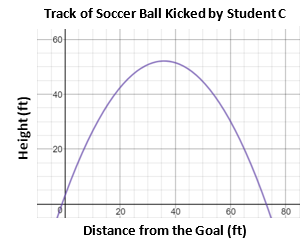 Track of Soccer Ball Kicked by Student C
60
40
20
0
20
40
60
80
Height (ft)
Distance from the Goal (ft)